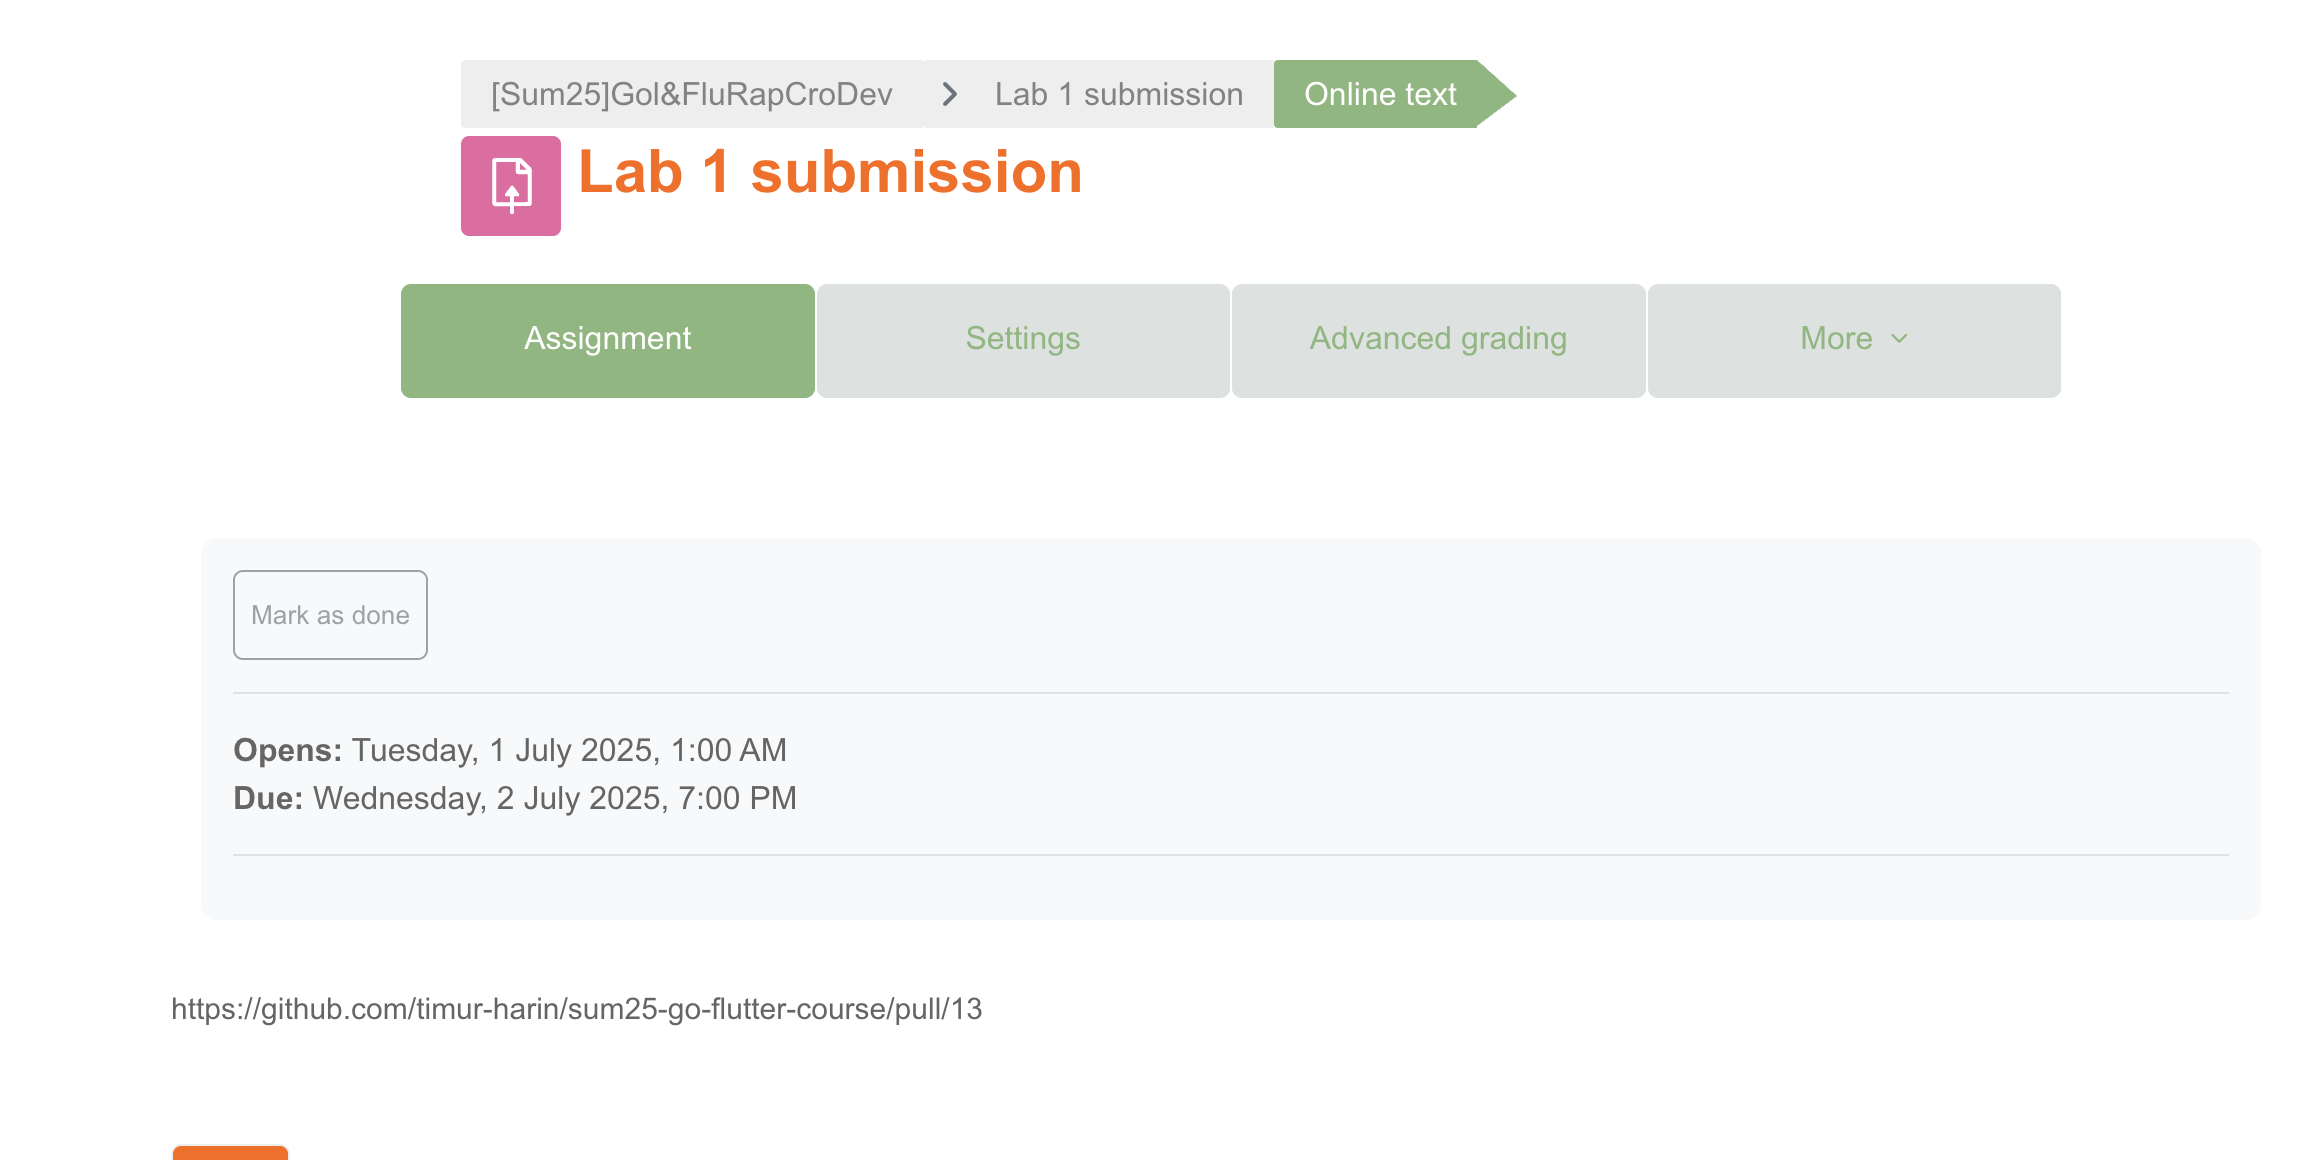 [Sum25]Gol&FluRapCroDev
Lab 1 submission
Online text
Lab 1 submission
Assignment
Settings
Advanced grading
More
Mark as done
Opens: Tuesday, 1 July 2025, 1:00 AM
Due: Wednesday, 2 July 2025, 7:00 PM
https://github.com/timur-harin/sum25-go-flutter-course/pull/13